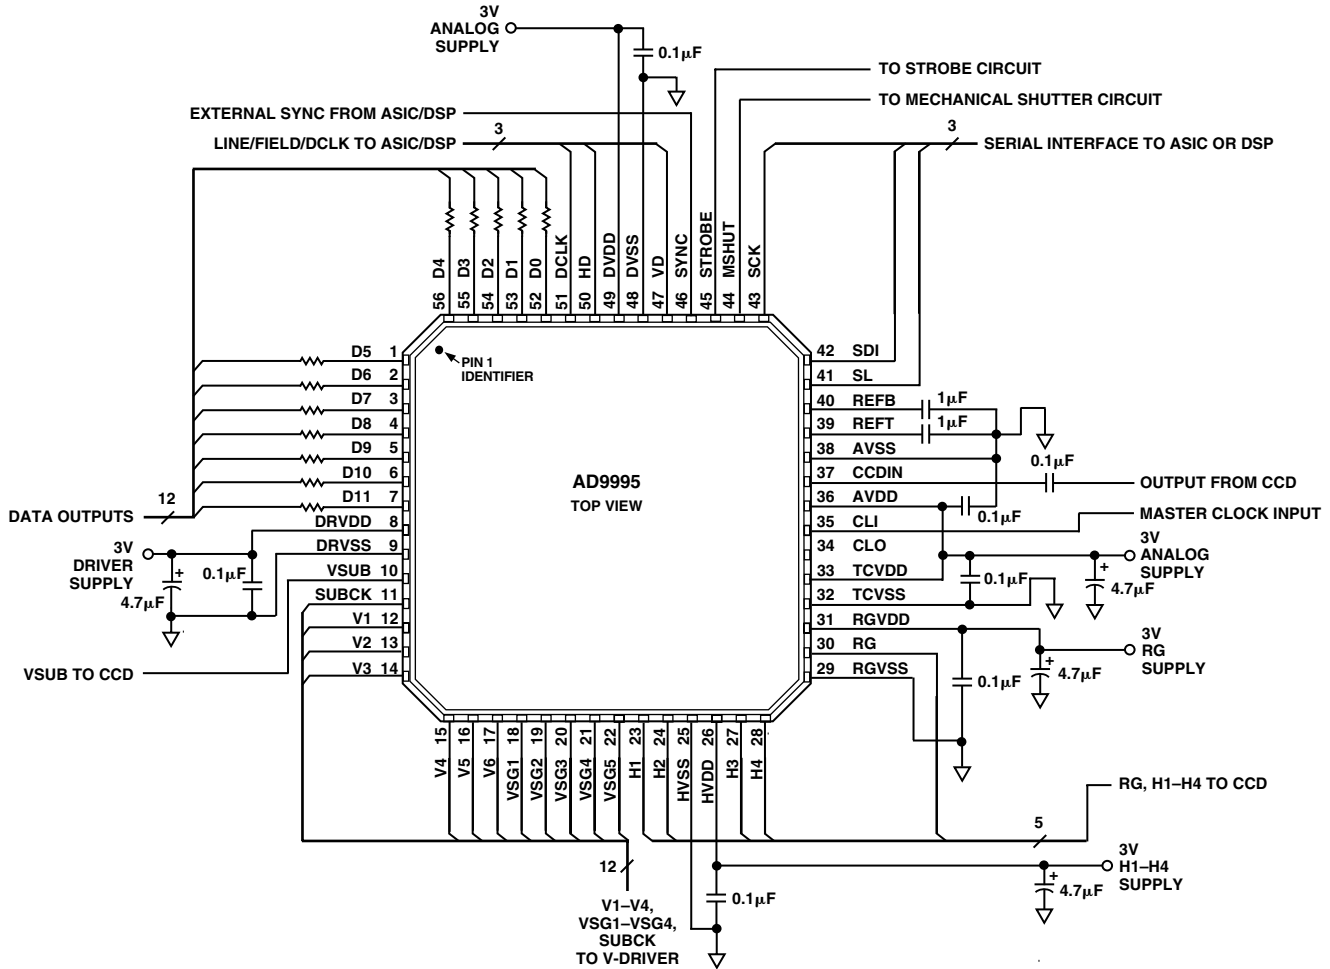 3V
ANALOG
SUPPLY
0.1μF
TO STROBE CIRCUIT
TO MECHANICAL SHUTTER CIRCUIT
EXTERNAL SYNC FROM ASIC/DSP
LINE/FIELD/DCLK TO ASIC/DSP
3
3
SERIAL INTERFACE TO ASIC OR DSP
56 D4
55 D3
54 D2
53 D1
52 D0
51 DCLK
50 HD
49 DVDD
48 DVSS
47 VD
46 SYNC
45 STROBE
44 MSHUT
43 SCK
PIN 1
IDENTIFIER
D5 1
D6 2
D7 3
D8 4
D9 5
D10 6
D11 7
DRVDD 8
DRVSS 9
VSUB 10
SUBCK 11
V1 12
V2 13
V3 14
12
DATA OUTPUTS
3V
DRIVER
SUPPLY
+
4.7μF
0.1μF
VSUB TO CCD
AD9995
TOP VIEW
42 SDI
41 SL
40 REFB
39 REFT
38 AVSS
37 CCDIN
36 AVDD
35 CLI
34 CLO
33 TCVDD
32 TCVSS
31 RGVDD
30 RG
29 RGVSS
1μF
1μF
0.1μF
OUTPUT FROM CCD
0.1μF
MASTER CLOCK INPUT
3V
ANALOG
SUPPLY
0.1μF
+
4.7μF
3V
RG
SUPPLY
0.1μF
+
4.7μF
V4 15
V5 16
V6 17
VSG1 18
VSG2 19
VSG3 20
VSG4 21
VSG5 22
H1 23
H2 24
HVSS 25
HVDD 26
H3 27
H4 28
RG, H1–H4 TO CCD
5
3V
H1–H4
SUPPLY
+
4.7μF
0.1μF
12
V1–V4,
VSG1–VSG4,
SUBCK
TO V-DRIVER